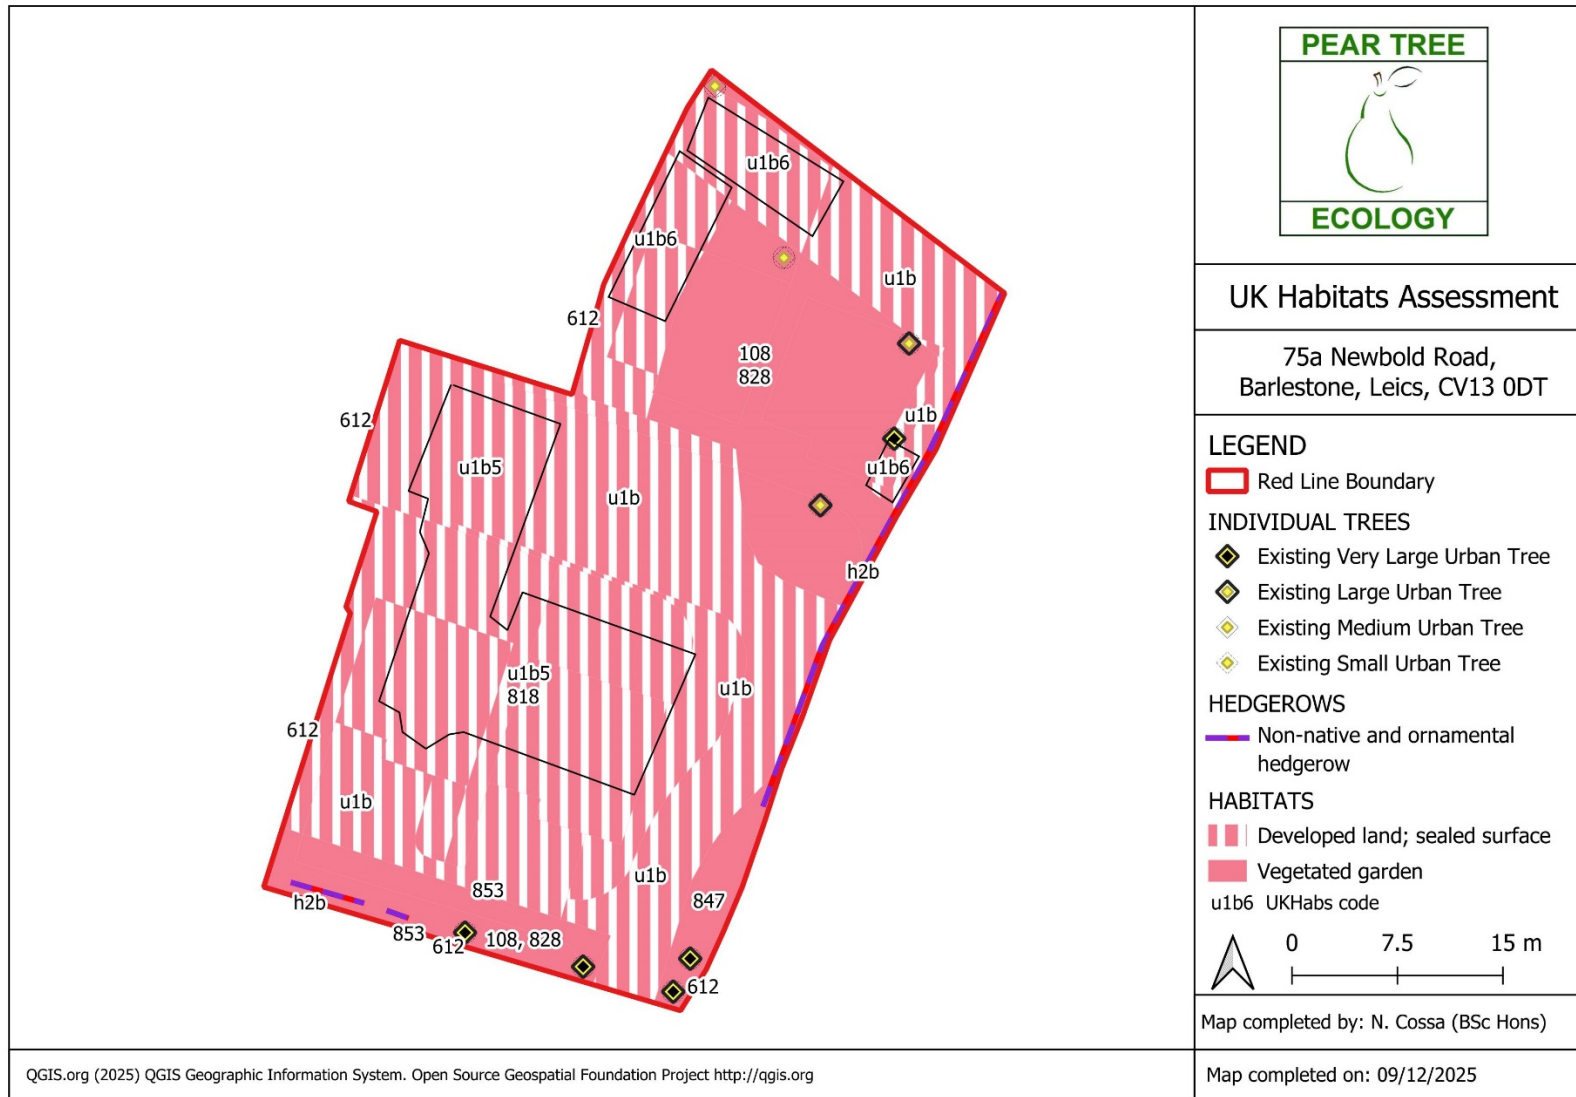 u1b6
u1b6
u1b
612
108
828
612
u1b
u1b5
u1b6
u1b
h2b
u1b5
818
u1b
612
u1b
u1b
853
847
h2b
853
612
108, 828
612
PEAR TREE
ECOLOGY
UK Habitats Assessment
75a Newbold Road,
Barlestone, Leics, CV13 0DT
LEGEND
Red Line Boundary
INDIVIDUAL TREES
Existing Very Large Urban Tree
Existing Large Urban Tree
Existing Medium Urban Tree
Existing Small Urban Tree
HEDGEROWS
Non-native and ornamental
hedgerow
HABITATS
Developed land; sealed surface
Vegetated garden
u1b6 UKHabs code
0 7.5 15 m
Map completed by: N. Cossa (BSc Hons)
Map completed on: 09/12/2025
QGIS.org (2025) QGIS Geographic Information System. Open Source Geospatial Foundation Project http://qgis.org